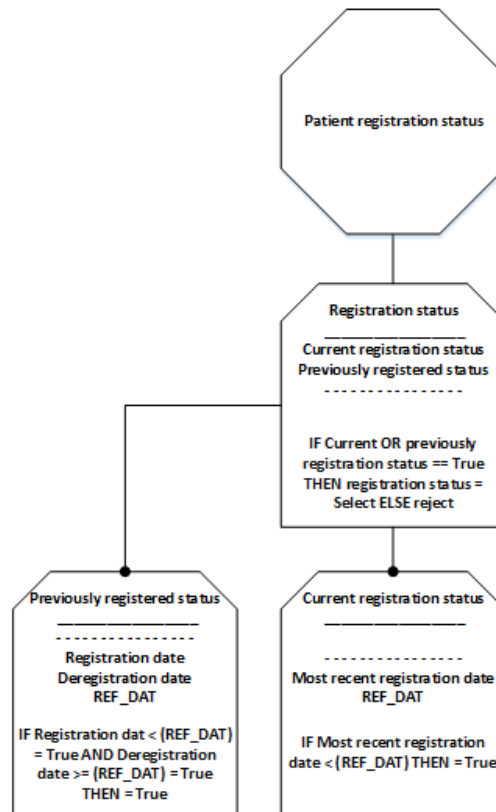 Patient registration status
Registration status
Current registration status
Previously registered status
IF Current OR previously
registration status == True
THEN registration status =
Select ELSE reject
Previously registered status
Registration date
Deregistration date
REF_DAT
IF Registration dat < (REF_DAT)
= True AND Deregistration
date >= (REF_DAT) = True
THEN = True
Current registration status
Most recent registration date
REF_DAT
IF Most recent registration
date < (REF_DAT) THEN = True